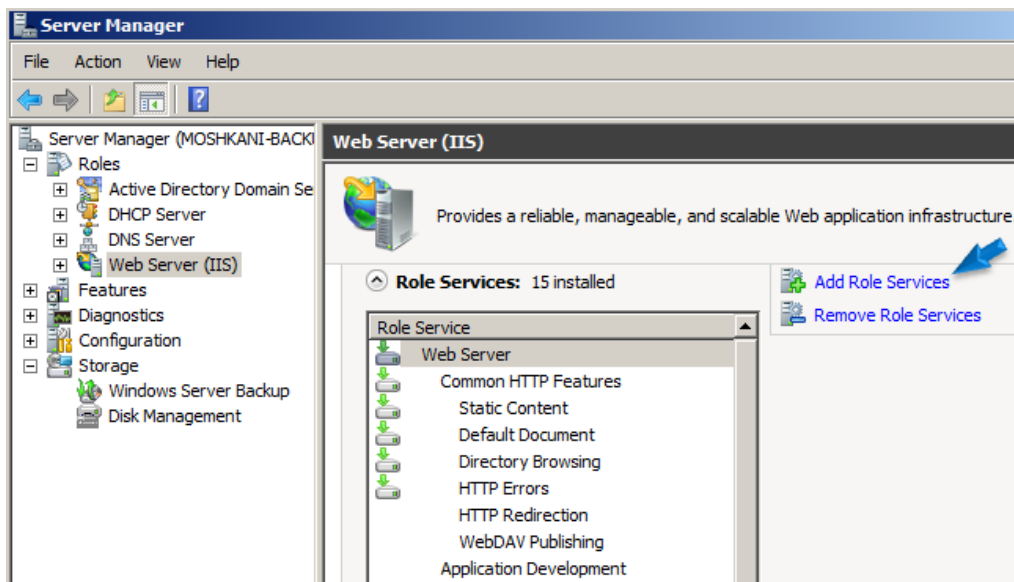 Server Manager
File Action View Help
Server Manager (MOSHKANI-BACK
Roles
Active Directory Domain Se
DHCP Server
DNS Server
Web Server (IIS)
Features
Diagnostics
Configuration
Storage
Windows Server Backup
Disk Management
Web Server (IIS)
Provides a reliable, manageable, and scalable Web application infrastructure
Role Services: 15 installed
Role Service
Web Server
Common HTTP Features
Static Content
Default Document
Directory Browsing
HTTP Errors
HTTP Redirection
WebDAV Publishing
Application Development
Add Role Services
Remove Role Services